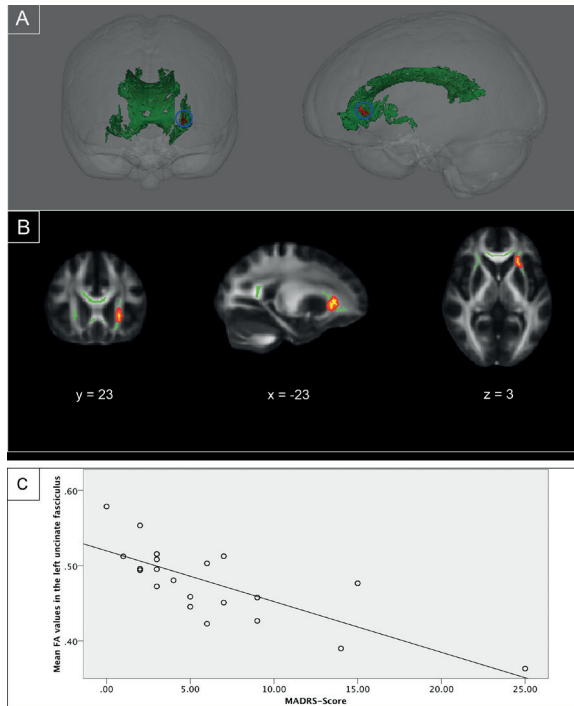 A
B
y = 23
x = -23
z = 3
C
Mean FA values in the left uncinate fasciculus
.60
.50
.40
.00
5.00
10.00
15.00
20.00
25.00
MADRS-Score